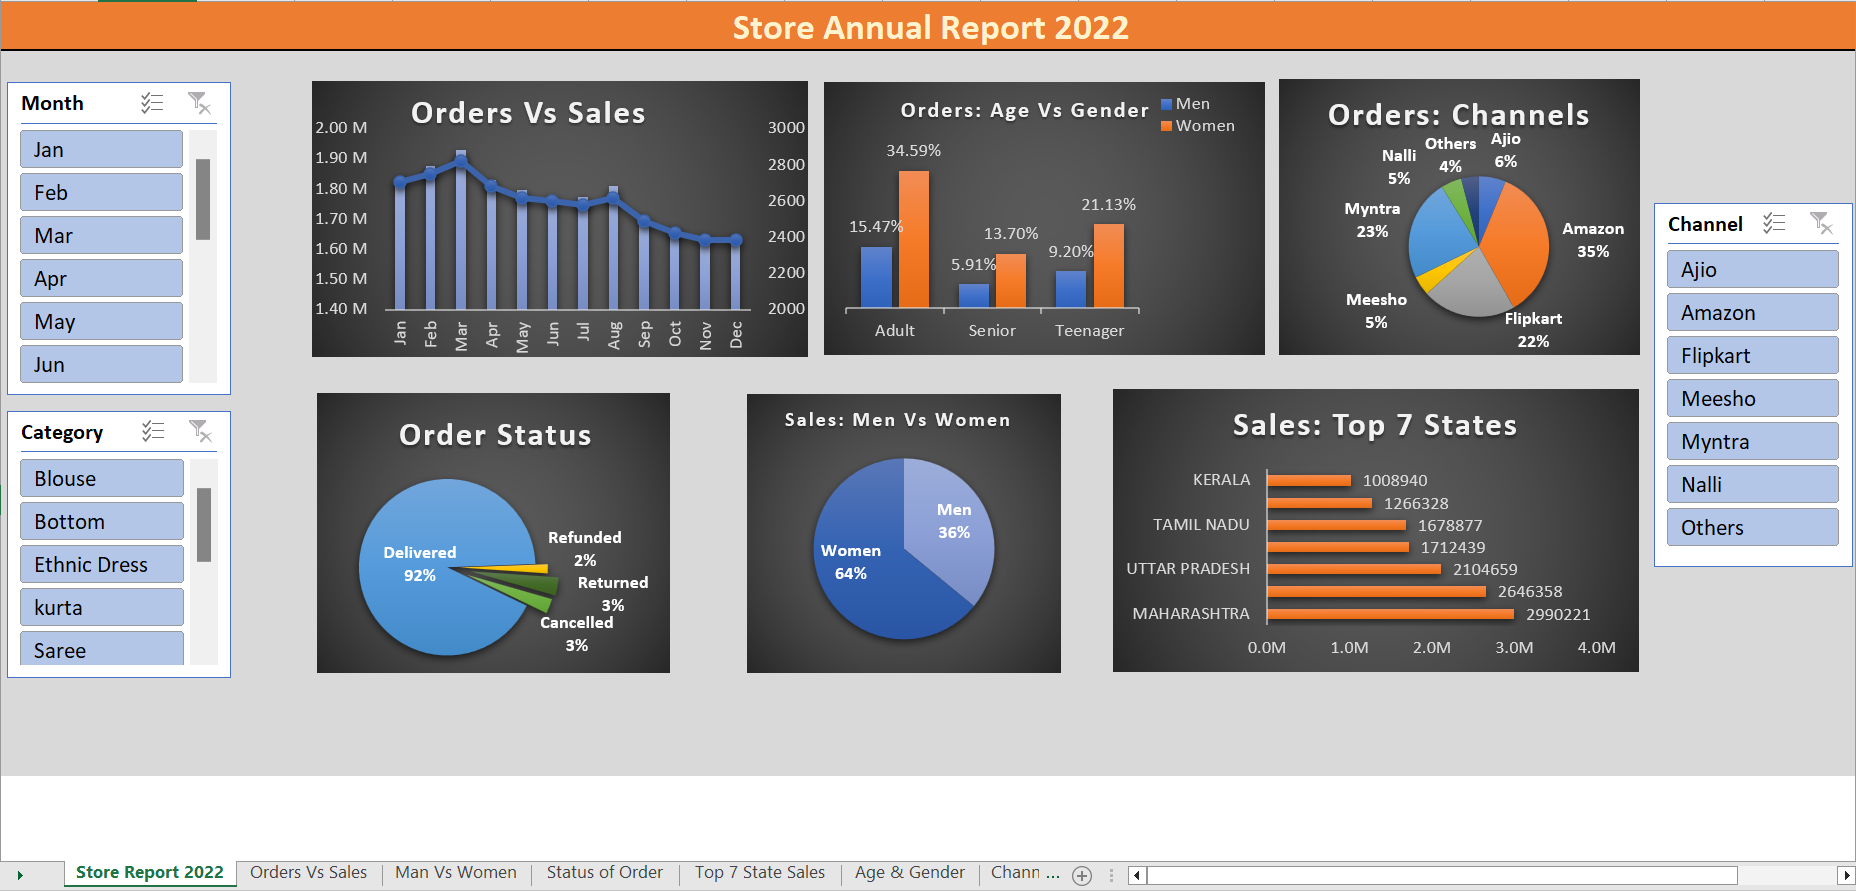 Store Annual Report 2022
Month
Jan
Feb
Mar
Apr
May
Jun
Category
Blouse
Bottom
Ethnic Dress
kurta
Saree
Orders Vs Sales
2.00 M
1.90 M
1.80 M
1.70 M
1.60 M
1.50 M
1.40 M
3000
2800
2600
2400
2200
2000
Jan
Feb
Mar
Apr
May
Jun
Jul
Aug
Sep
Oct
Nov
Dec
Orders: Age Vs Gender
Men
Women
34.59%
15.47%
13.70%
5.91%
21.13%
9.20%
Adult
Senior
Teenager
Orders: Channels
Others
4%
Ajio
6%
Nalli
5%
Myntra
23%
Amazon
35%
Meesho
5%
Flipkart
22%
Order Status
Delivered
92%
Refunded
2%
Returned
3%
Cancelled
3%
Sales: Men Vs Women
Men
36%
Women
64%
Sales: Top 7 States
KERALA
1008940
1266328
TAMIL NADU
1678877
1712439
UTTAR PRADESH
2104659
2646358
MAHARASHTRA
2990221
0.0M
1.0M
2.0M
3.0M
4.0M
Channel
Ajio
Amazon
Flipkart
Meesho
Myntra
Nalli
Others
Store Report 2022
Orders Vs Sales
Man Vs Women
Status of Order
Top 7 State Sales
Age & Gender
Chann ...